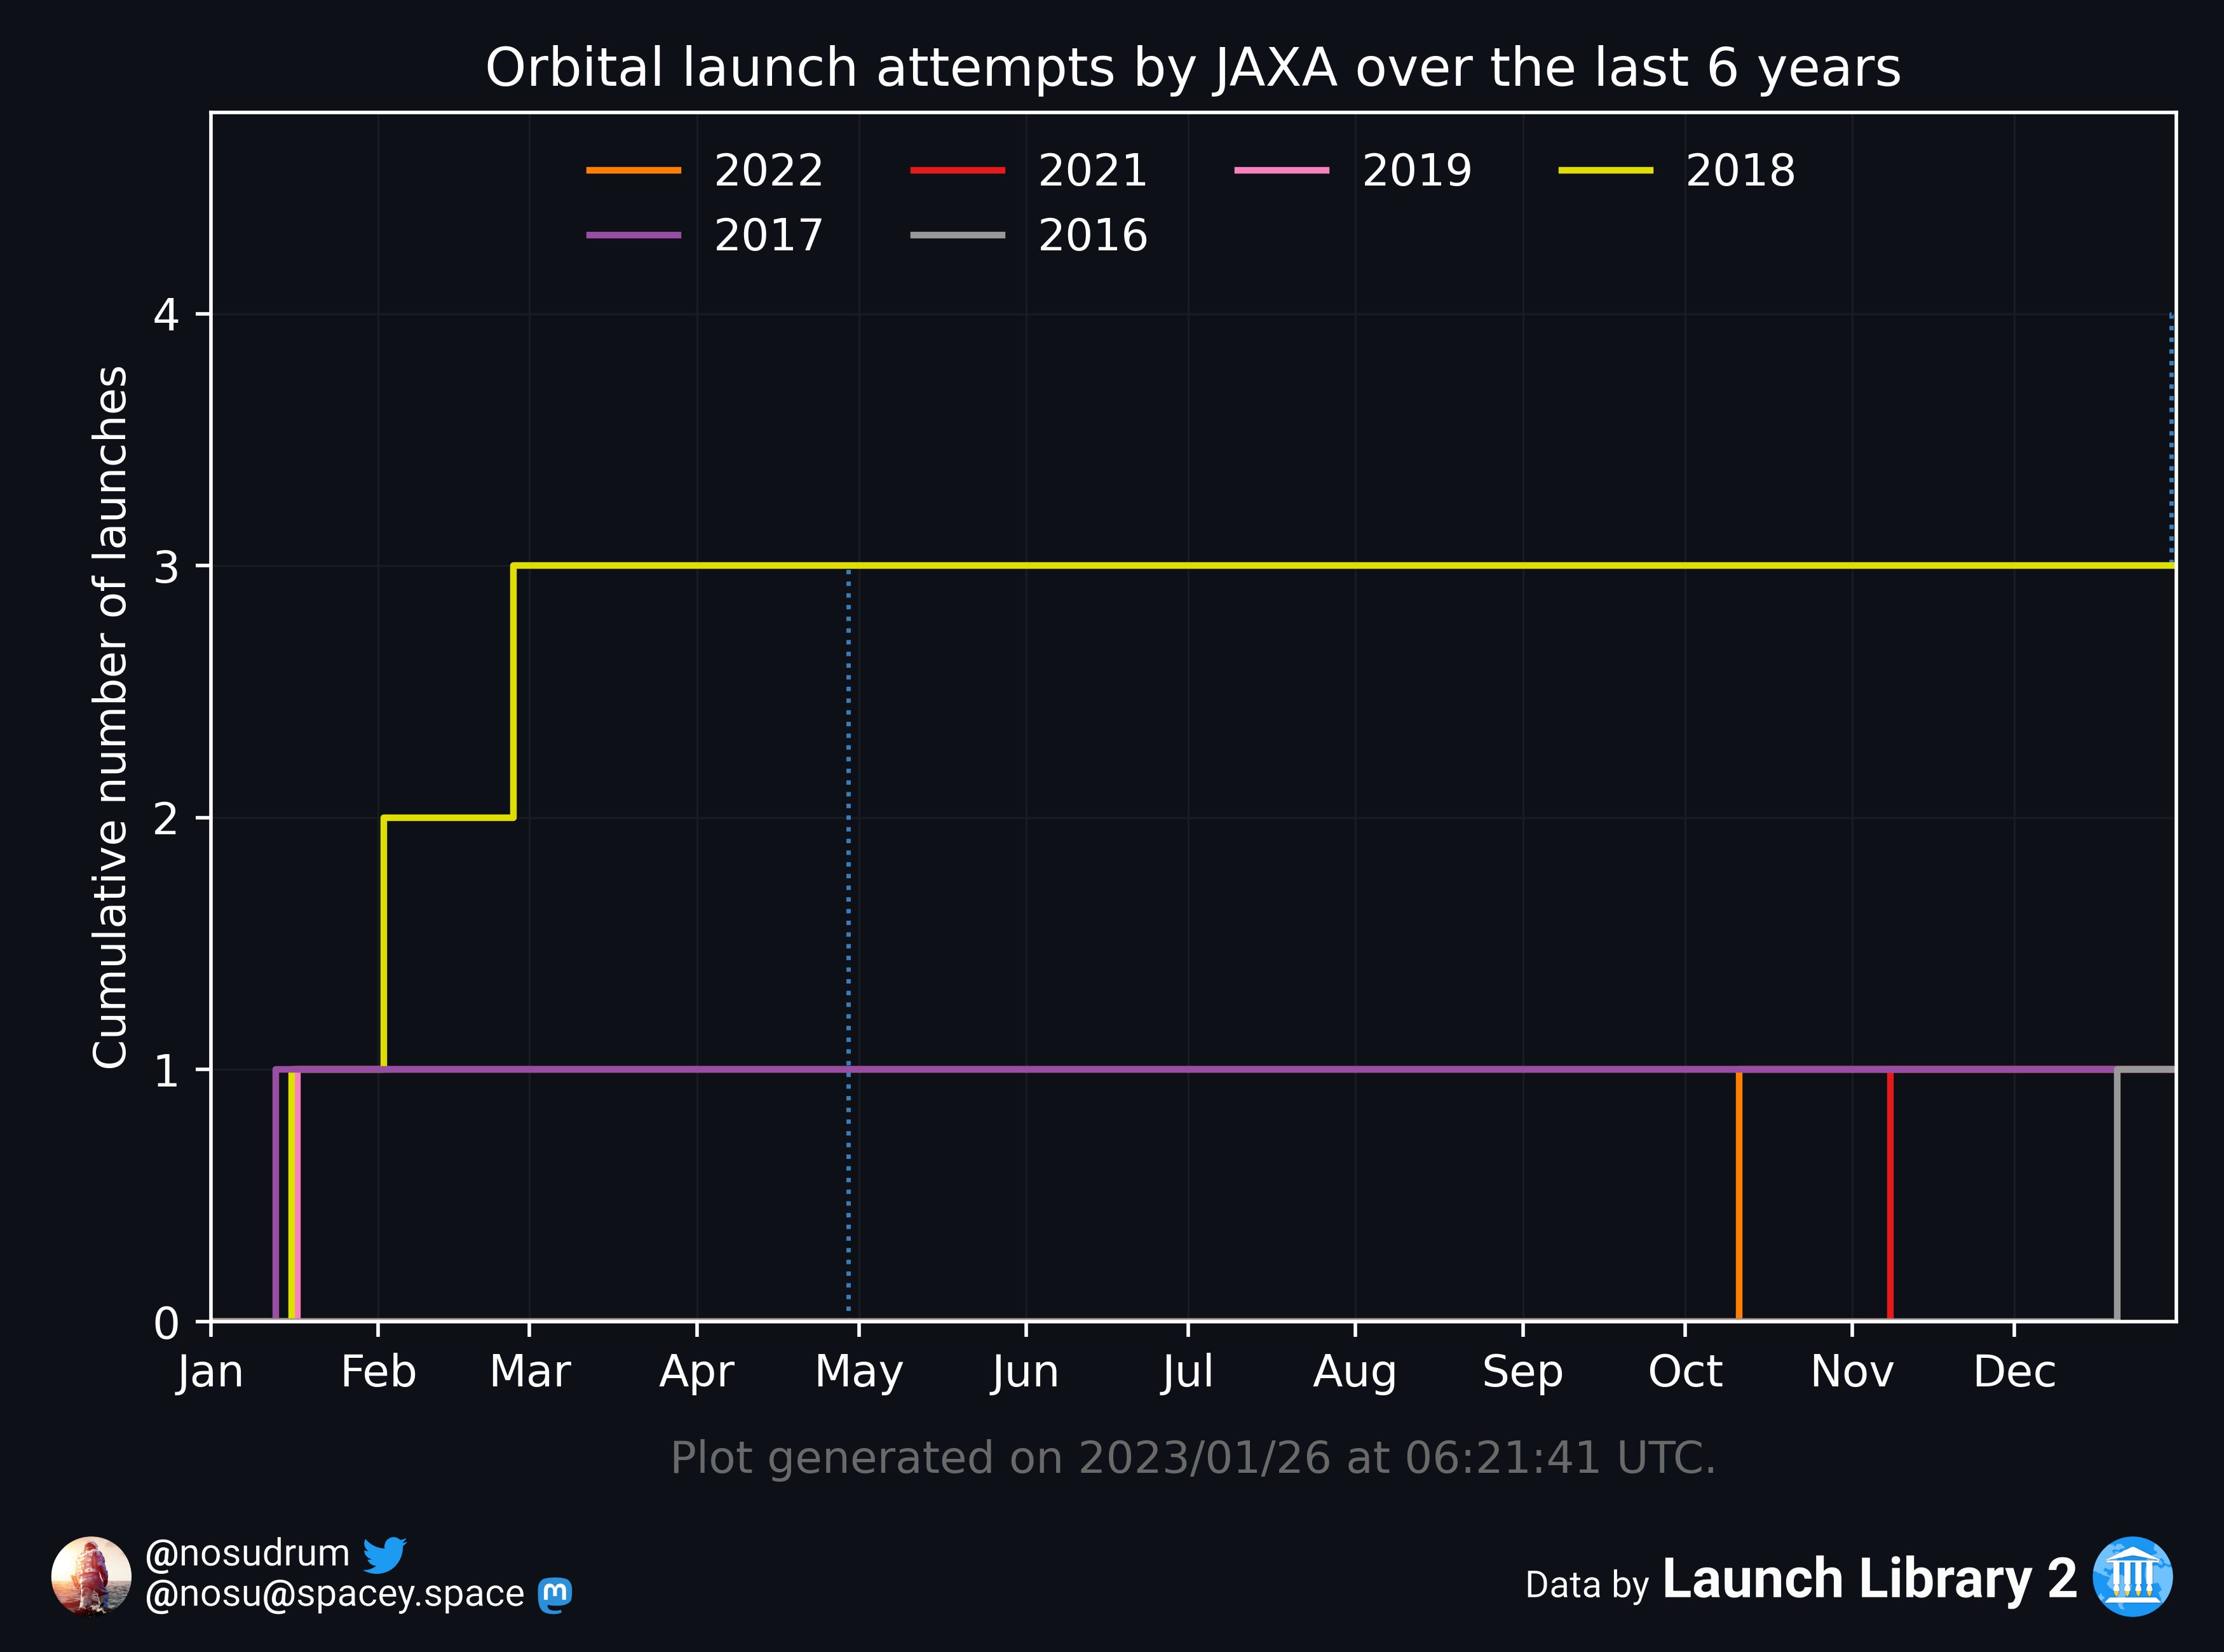 Orbital launch attempts by JAXA over the last 6 years
2022 2021 2019 2018
2017 2016
Cumulative number of launches
4
3
2
1
0
Jan Feb Mar Apr May Jun Jul Aug Sep Oct Nov Dec
Plot generated on 2023/01/26 at 06:21:41 UTC.
@nosudrum
@nosu@spacey.space
Data by Launch Library 2